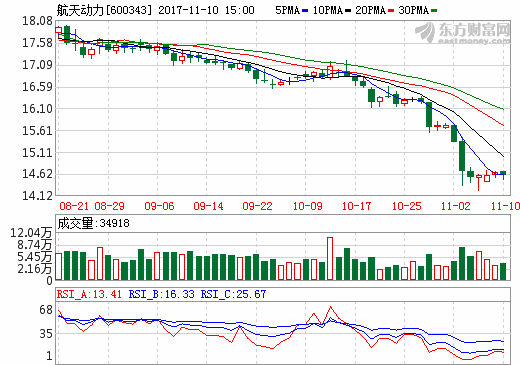 航天动力[600343] 2017-11-10 15:00 5PMA 10PMA 20PMA 30PMA
东方财富网
eastmoney.com
18.08
17.58
17.09
16.59
16.10
15.61
15.11
14.62
14.12
08-21 08-29 09-06 09-14 09-22 10-09 10-17 10-25 11-02 11-10
成交量:34918
12.04万
8.74万
5.45万
2.16万
0
RSI_A:13.41 RSI_B:16.33 RSI_C:25.67
68
35
1